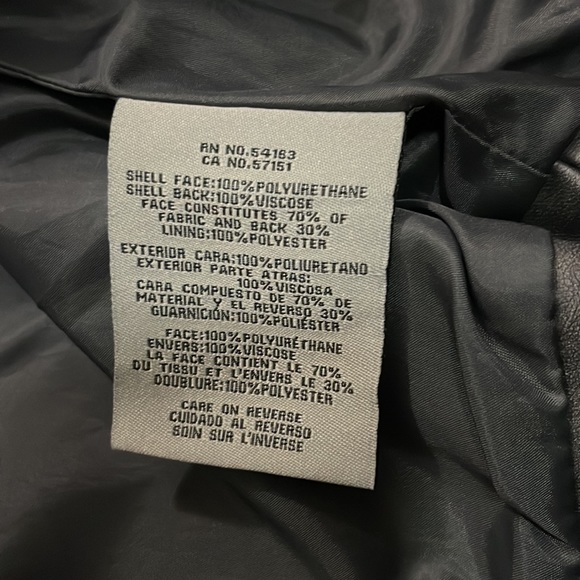 RN NO.54163
CA NO.57151
SHELL FACE:100%POLYURETHANE
SHELL BACK:100%VISCOSE
FACE CONSTITUTES 70% OF
FABRIC AND BACK 30%
LINING:100%POLYESTER
EXTERIOR CARA:100%POLIURETANO
EXTERIOR PARTE ATRAS:
100%VISCOSA
CARA COMPUESTO DE 70% DE
MATERIAL Y EL REVERSO 30%
GUARNICIÓN:100%POLIÉSTER
FACE:100%POLYURÉTHANE
ENVERS:100%VISCOSE
LA FACE CONTIENT LE 70%
DU TISSU ET L'ENVERS LE 30%
DOUBLURE:100%POLYESTER
CARE ON REVERSE
CUIDADO AL REVERSO
SOIN SUR L'INVERSE